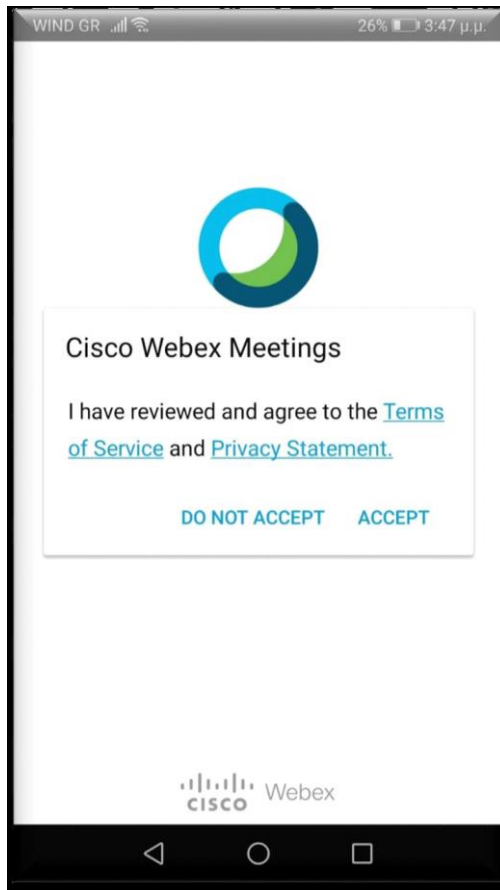 WIND GR 26% 3:47 μ.μ.
Cisco Webex Meetings
I have reviewed and agree to the Terms
of Service and Privacy Statement.
DO NOT ACCEPT ACCEPT
CISCO Webex